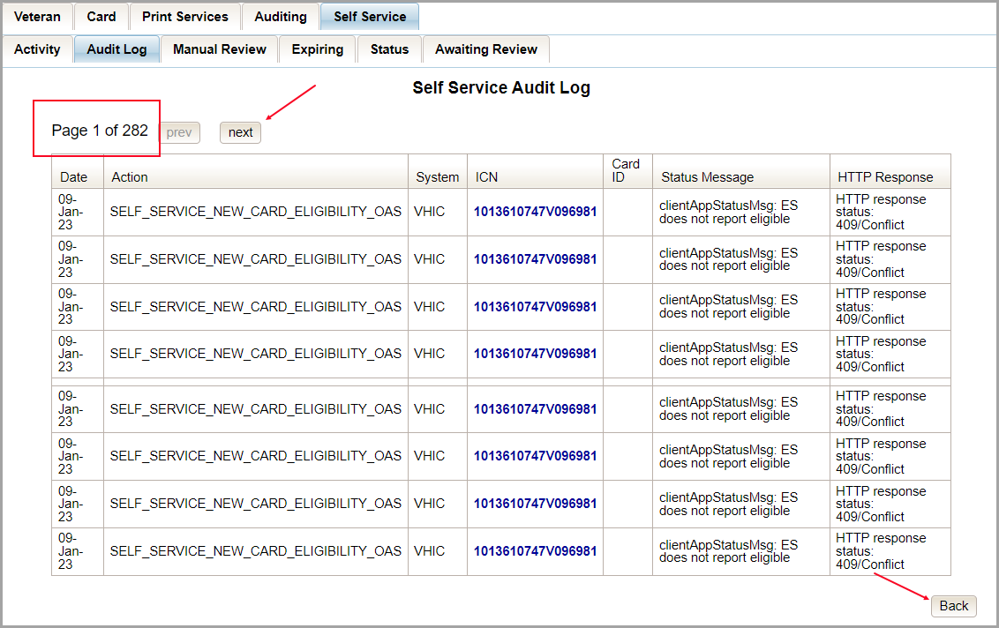 Veteran Card Print Services Auditing Self Service
Activity Audit Log Manual Review Expiring Status Awaiting Review
Self Service Audit Log
Page 1 of 282 prev next
Date Action System ICN Card ID Status Message HTTP Response
09-Jan-23 SELF_SERVICE_NEW_CARD_ELIGIBILITY_OAS VHIC 1013610747V096981 clientAppStatusMsg: ES does not report eligible HTTP response status: 409/Conflict
09-Jan-23 SELF_SERVICE_NEW_CARD_ELIGIBILITY_OAS VHIC 1013610747V096981 clientAppStatusMsg: ES does not report eligible HTTP response status: 409/Conflict
09-Jan-23 SELF_SERVICE_NEW_CARD_ELIGIBILITY_OAS VHIC 1013610747V096981 clientAppStatusMsg: ES does not report eligible HTTP response status: 409/Conflict
09-Jan-23 SELF_SERVICE_NEW_CARD_ELIGIBILITY_OAS VHIC 1013610747V096981 clientAppStatusMsg: ES does not report eligible HTTP response status: 409/Conflict
09-Jan-23 SELF_SERVICE_NEW_CARD_ELIGIBILITY_OAS VHIC 1013610747V096981 clientAppStatusMsg: ES does not report eligible HTTP response status: 409/Conflict
09-Jan-23 SELF_SERVICE_NEW_CARD_ELIGIBILITY_OAS VHIC 1013610747V096981 clientAppStatusMsg: ES does not report eligible HTTP response status: 409/Conflict
09-Jan-23 SELF_SERVICE_NEW_CARD_ELIGIBILITY_OAS VHIC 1013610747V096981 clientAppStatusMsg: ES does not report eligible HTTP response status: 409/Conflict
09-Jan-23 SELF_SERVICE_NEW_CARD_ELIGIBILITY_OAS VHIC 1013610747V096981 clientAppStatusMsg: ES does not report eligible HTTP response status: 409/Conflict
Back